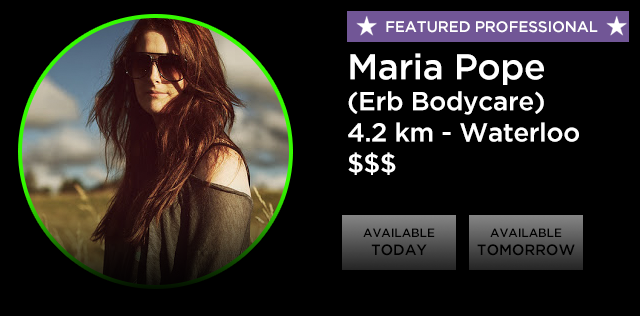 FEATURED PROFESSIONAL
Maria Pope
(Erb Bodycare)
4.2 km - Waterloo
$$$
AVAILABLE
TODAY
AVAILABLE
TOMORROW